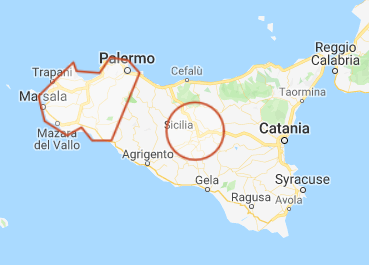 Reggio
Calabria
Palermo
Trapani
Cefalù
Taormina
Marsala
Sicilia
Mazara
del Vallo
Catania
Agrigento
Gela
Syracuse
Ragusa
Avola